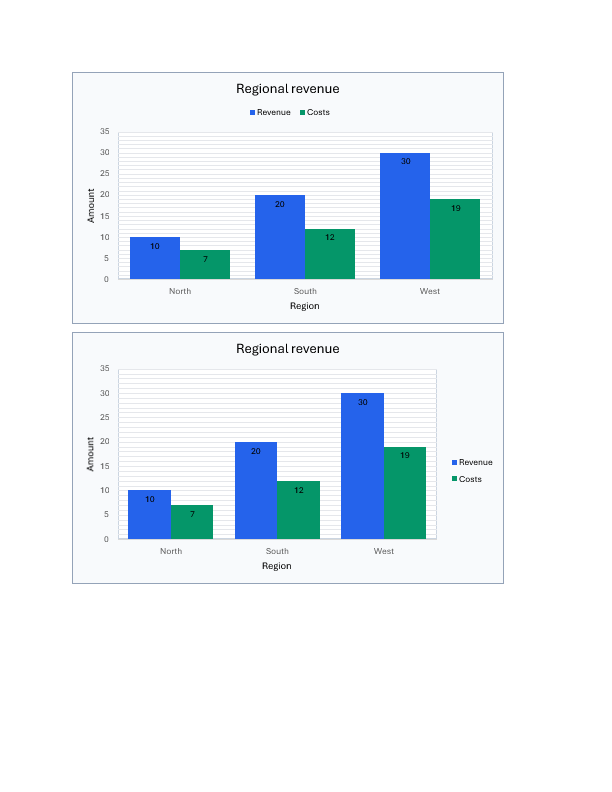 Regional revenue
Revenue Costs
35
30
25
20
15
10
5
0
Amount
10 7 20 12 30 19
North South West
Region
Regional revenue
35
30
25
20
15
10
5
0
Amount
10 7 20 12 30 19
Revenue
Costs
North South West
Region